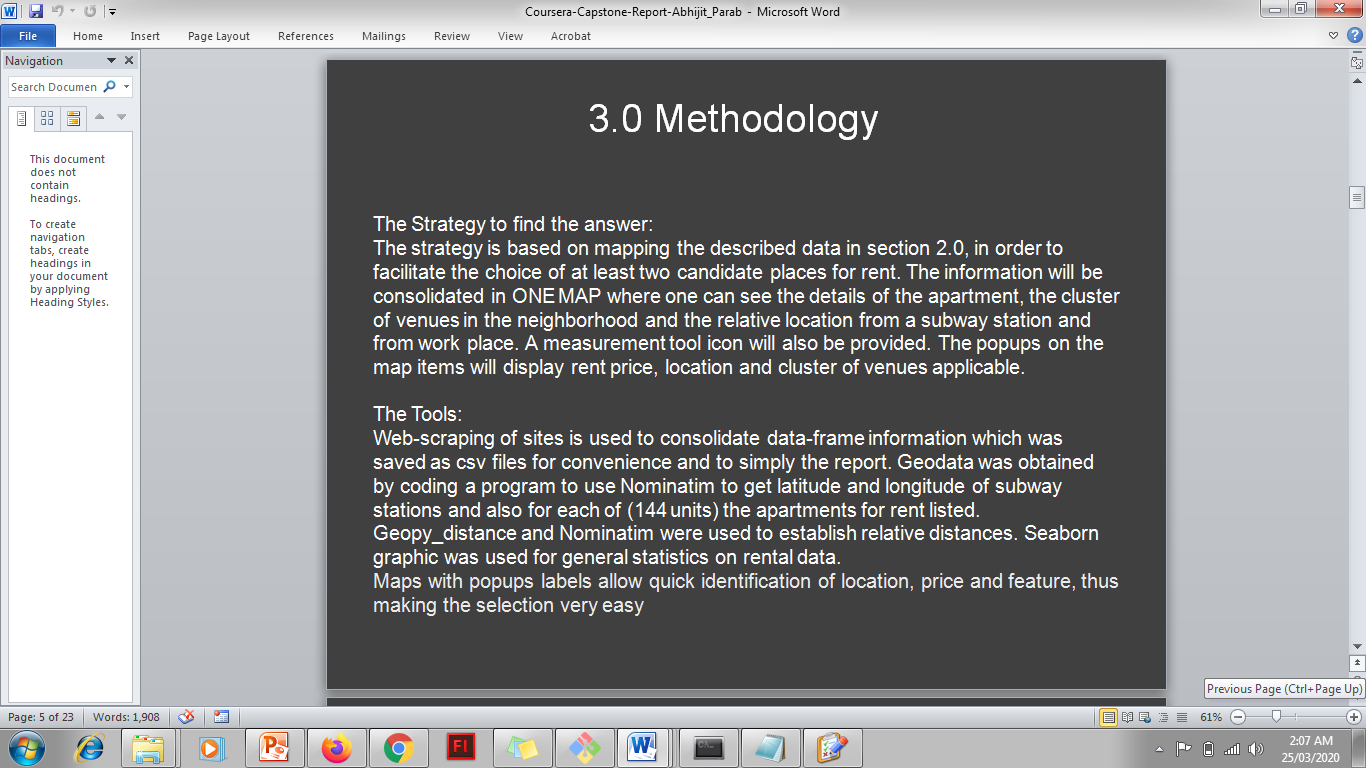 Coursera-Capstone-Report-Abhijit_Parab - Microsoft Word
File Home Insert Page Layout References Mailings Review View Acrobat
Navigation
Search Documen
This document
does not
contain
headings.
To create
navigation
tabs, create
headings in
your document
by applying
Heading Styles.
3.0 Methodology
The Strategy to find the answer:
The strategy is based on mapping the described data in section 2.0, in order to
facilitate the choice of at least two candidate places for rent. The information will be
consolidated in ONE MAP where one can see the details of the apartment, the cluster
of venues in the neighborhood and the relative location from a subway station and
from work place. A measurement tool icon will also be provided. The popups on the
map items will display rent price, location and cluster of venues applicable.
The Tools:
Web-scraping of sites is used to consolidate data-frame information which was
saved as csv files for convenience and to simply the report. Geodata was obtained
by coding a program to use Nominatim to get latitude and longitude of subway
stations and also for each of (144 units) the apartments for rent listed.
Geopy_distance and Nominatim were used to establish relative distances. Seaborn
graphic was used for general statistics on rental data.
Maps with popups labels allow quick identification of location, price and feature, thus
making the selection very easy
Previous Page (Ctrl+Page Up)
Page: 5 of 23 Words: 1,908 61%
2:07 AM
25/03/2020